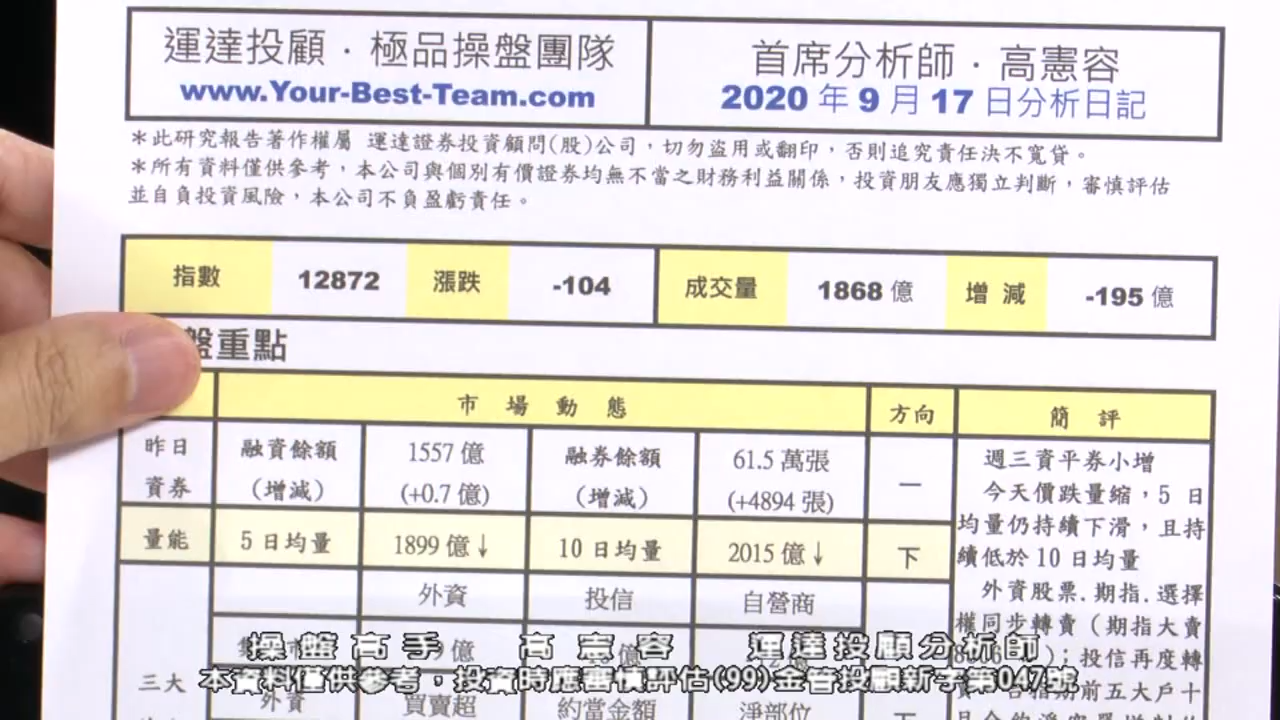 運達投顧．極品操盤團隊
www.Your-Best-Team.com
首席分析師．高憲容
2020 年 9 月 17 日分析日記
＊此研究報告著作權屬 運達證券投資顧問(股)公司，切勿盜用或翻印，否則追究責任決不寬貸。
＊所有資料僅供參考，本公司與個別有價證券均無不當之財務利益關係，投資朋友應獨立判斷，審慎評估
並自負投資風險，本公司不負盈虧責任。
指數 12872 漲跌 -104 成交量 1868 億 增 減 -195 億
盤重點
市 場 動 態 方向 簡 評
昨日
資券
融資餘額
（增減）
1557 億
(+0.7 億)
融券餘額
（增減）
61.5 萬張
(+4894 張)
—
量能 5 日均量 1899 億↓ 10 日均量 2015 億↓ 下
週三資平券小增
今天價跌量縮，5 日
均量仍持續下滑，且持
續低於 10 日均量
外資股票.期指.選擇
權同步轉賣（期指大賣
；投信再度轉
期前五大戶十
三大
外資 投信 自營商
億 億
外資 買賣超 約當金額 淨部位
操盤高手 高憲容 運達投顧分析師
本資料僅供參考，投資時應審慎評估(99)金管投顧新字第047號